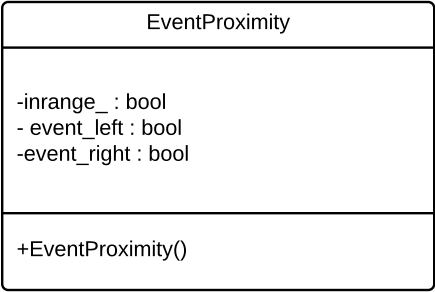 EventProximity
-inrange_ : bool
- event_left : bool
-event_right : bool
+EventProximity()